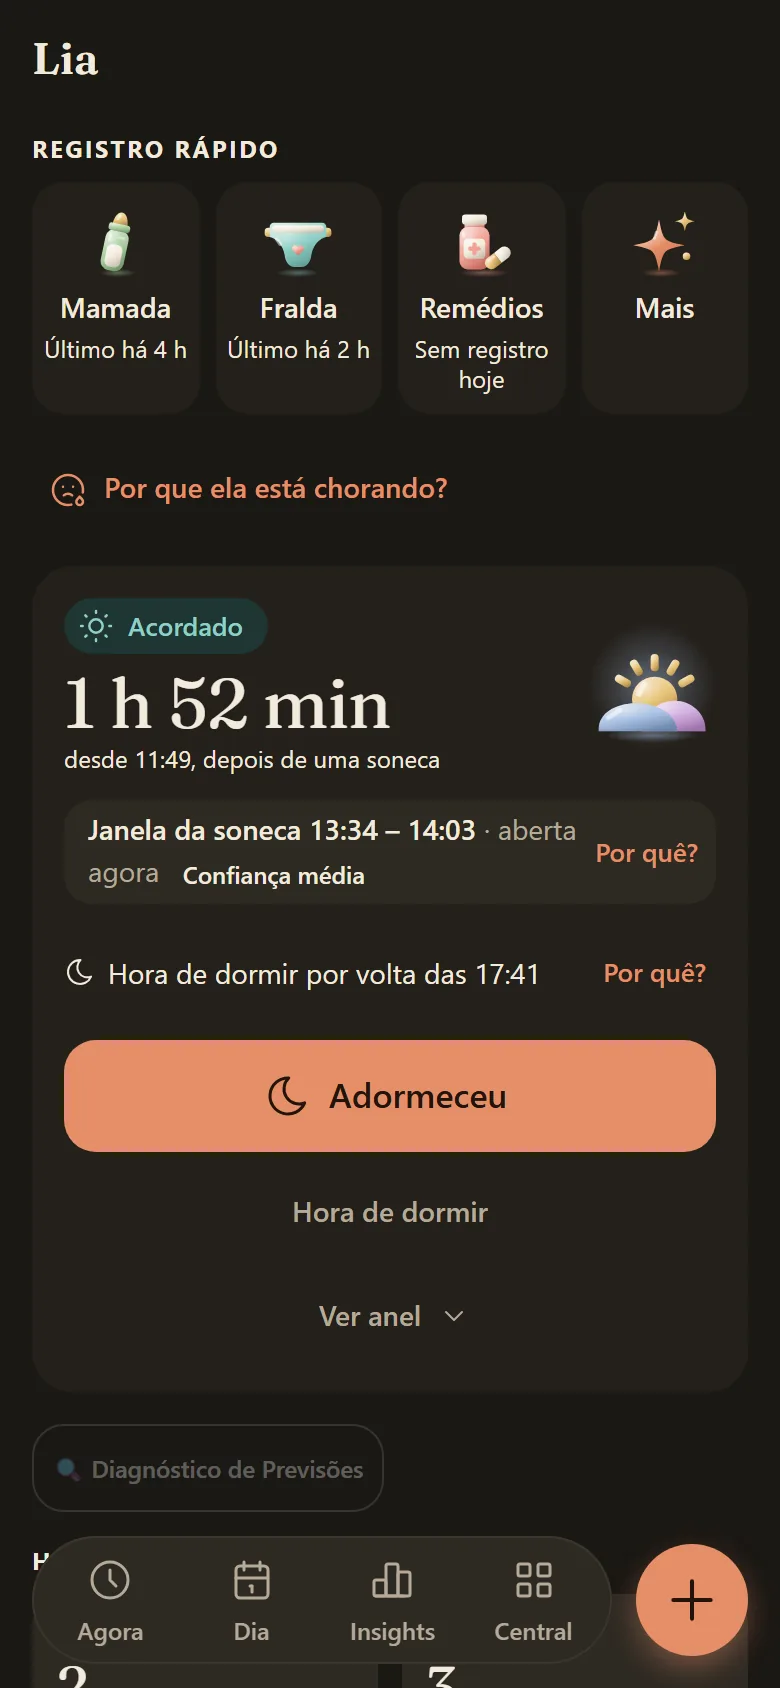 Lia
REGISTRO RÁPIDO
Mamada
Último há 4 h
Fralda
Último há 2 h
Remédios
Sem registro
hoje
Mais
Por que ela está chorando?
Acordado
1 h 52 min
desde 11:49, depois de uma soneca
Janela da soneca 13:34 – 14:03 · aberta
agora Confiança média
Por quê?
Hora de dormir por volta das 17:41
Por quê?
Adormeceu
Hora de dormir
Ver anel
Diagnóstico de Previsões
Agora
Dia
Insights
Central